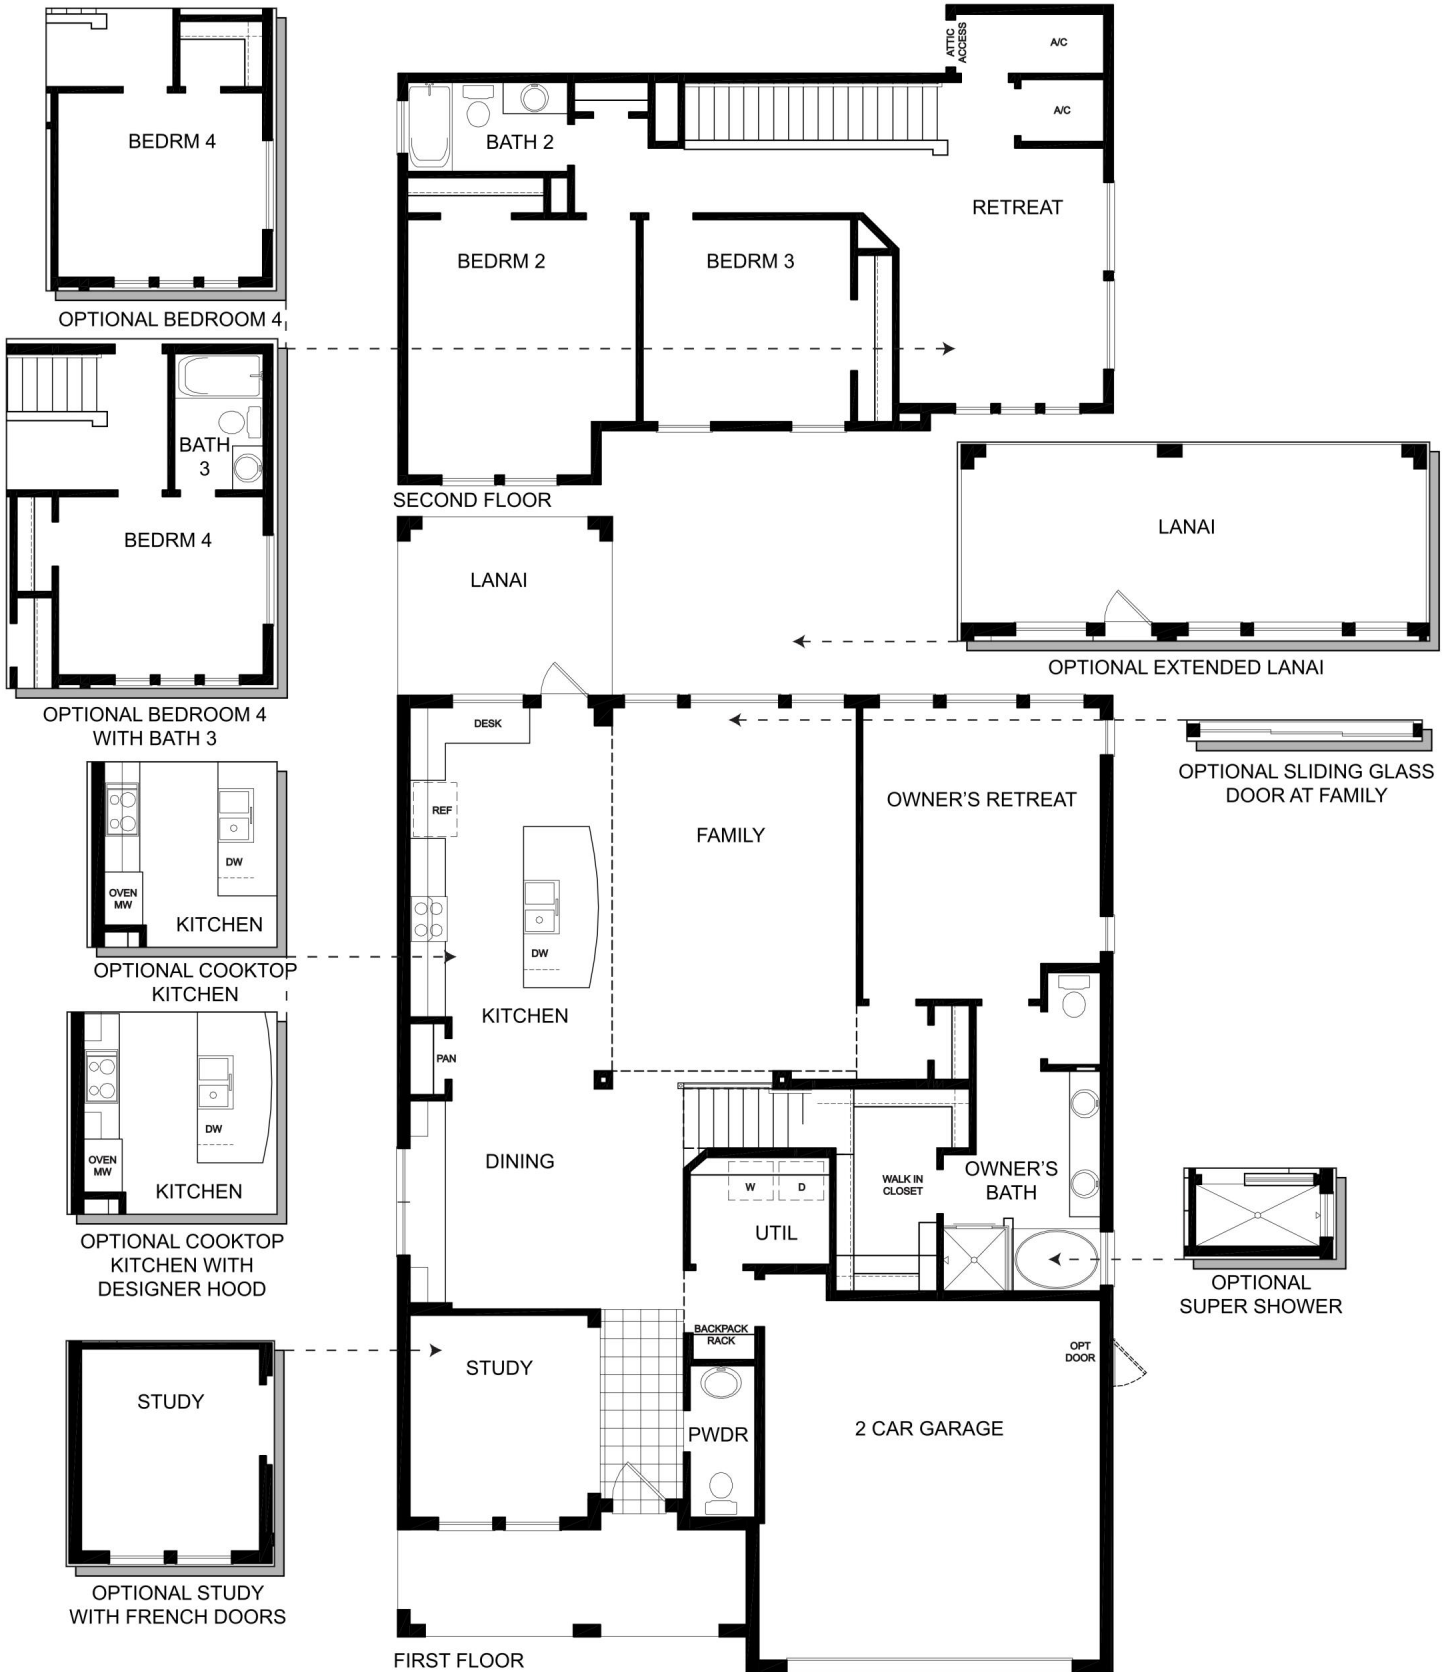 BEDRM 4
OPTIONAL BEDROOM 4
BATH
3
BEDRM 4
OPTIONAL BEDROOM 4
WITH BATH 3
DW
OVEN
MW
KITCHEN
OPTIONAL COOKTOP
KITCHEN
DW
OVEN
MW
KITCHEN
OPTIONAL COOKTOP
KITCHEN WITH
DESIGNER HOOD
STUDY
OPTIONAL STUDY
WITH FRENCH DOORS
ATTIC
ACCESS
A/C
A/C
BATH 2
RETREAT
BEDRM 2
BEDRM 3
SECOND FLOOR
LANAI
OPTIONAL EXTENDED LANAI
LANAI
DESK
REF
OWNER'S RETREAT
FAMILY
DW
KITCHEN
PAN
DINING
OWNER'S
BATH
WALK IN
CLOSET
W
D
UTIL
BACKPACK
RACK
STUDY
OPT
DOOR
PWDR
2 CAR GARAGE
FIRST FLOOR
OPTIONAL SLIDING GLASS
DOOR AT FAMILY
OPTIONAL
SUPER SHOWER